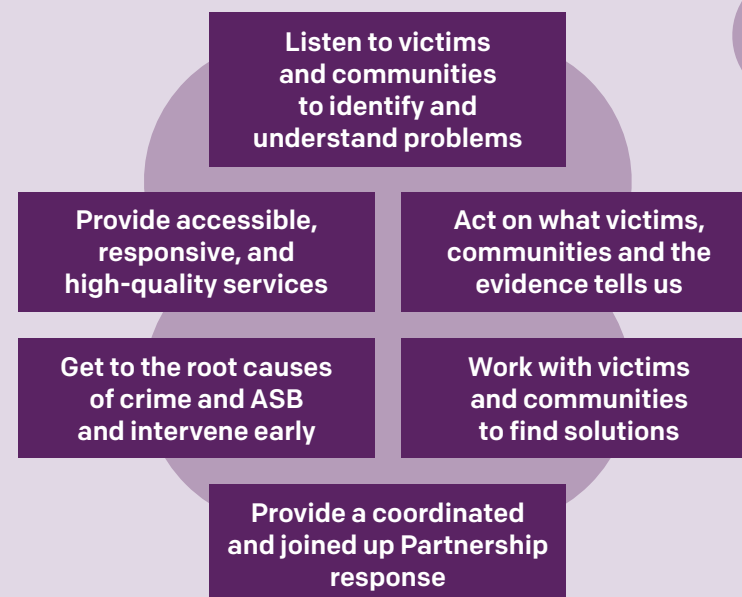 Listen to victims
and communities
to identify and
understand problems
Provide accessible,
responsive, and
high-quality services
Act on what victims,
communities and the
evidence tells us
Get to the root causes
of crime and ASB
and intervene early
Work with victims
and communities
to find solutions
Provide a coordinated
and joined up Partnership
response